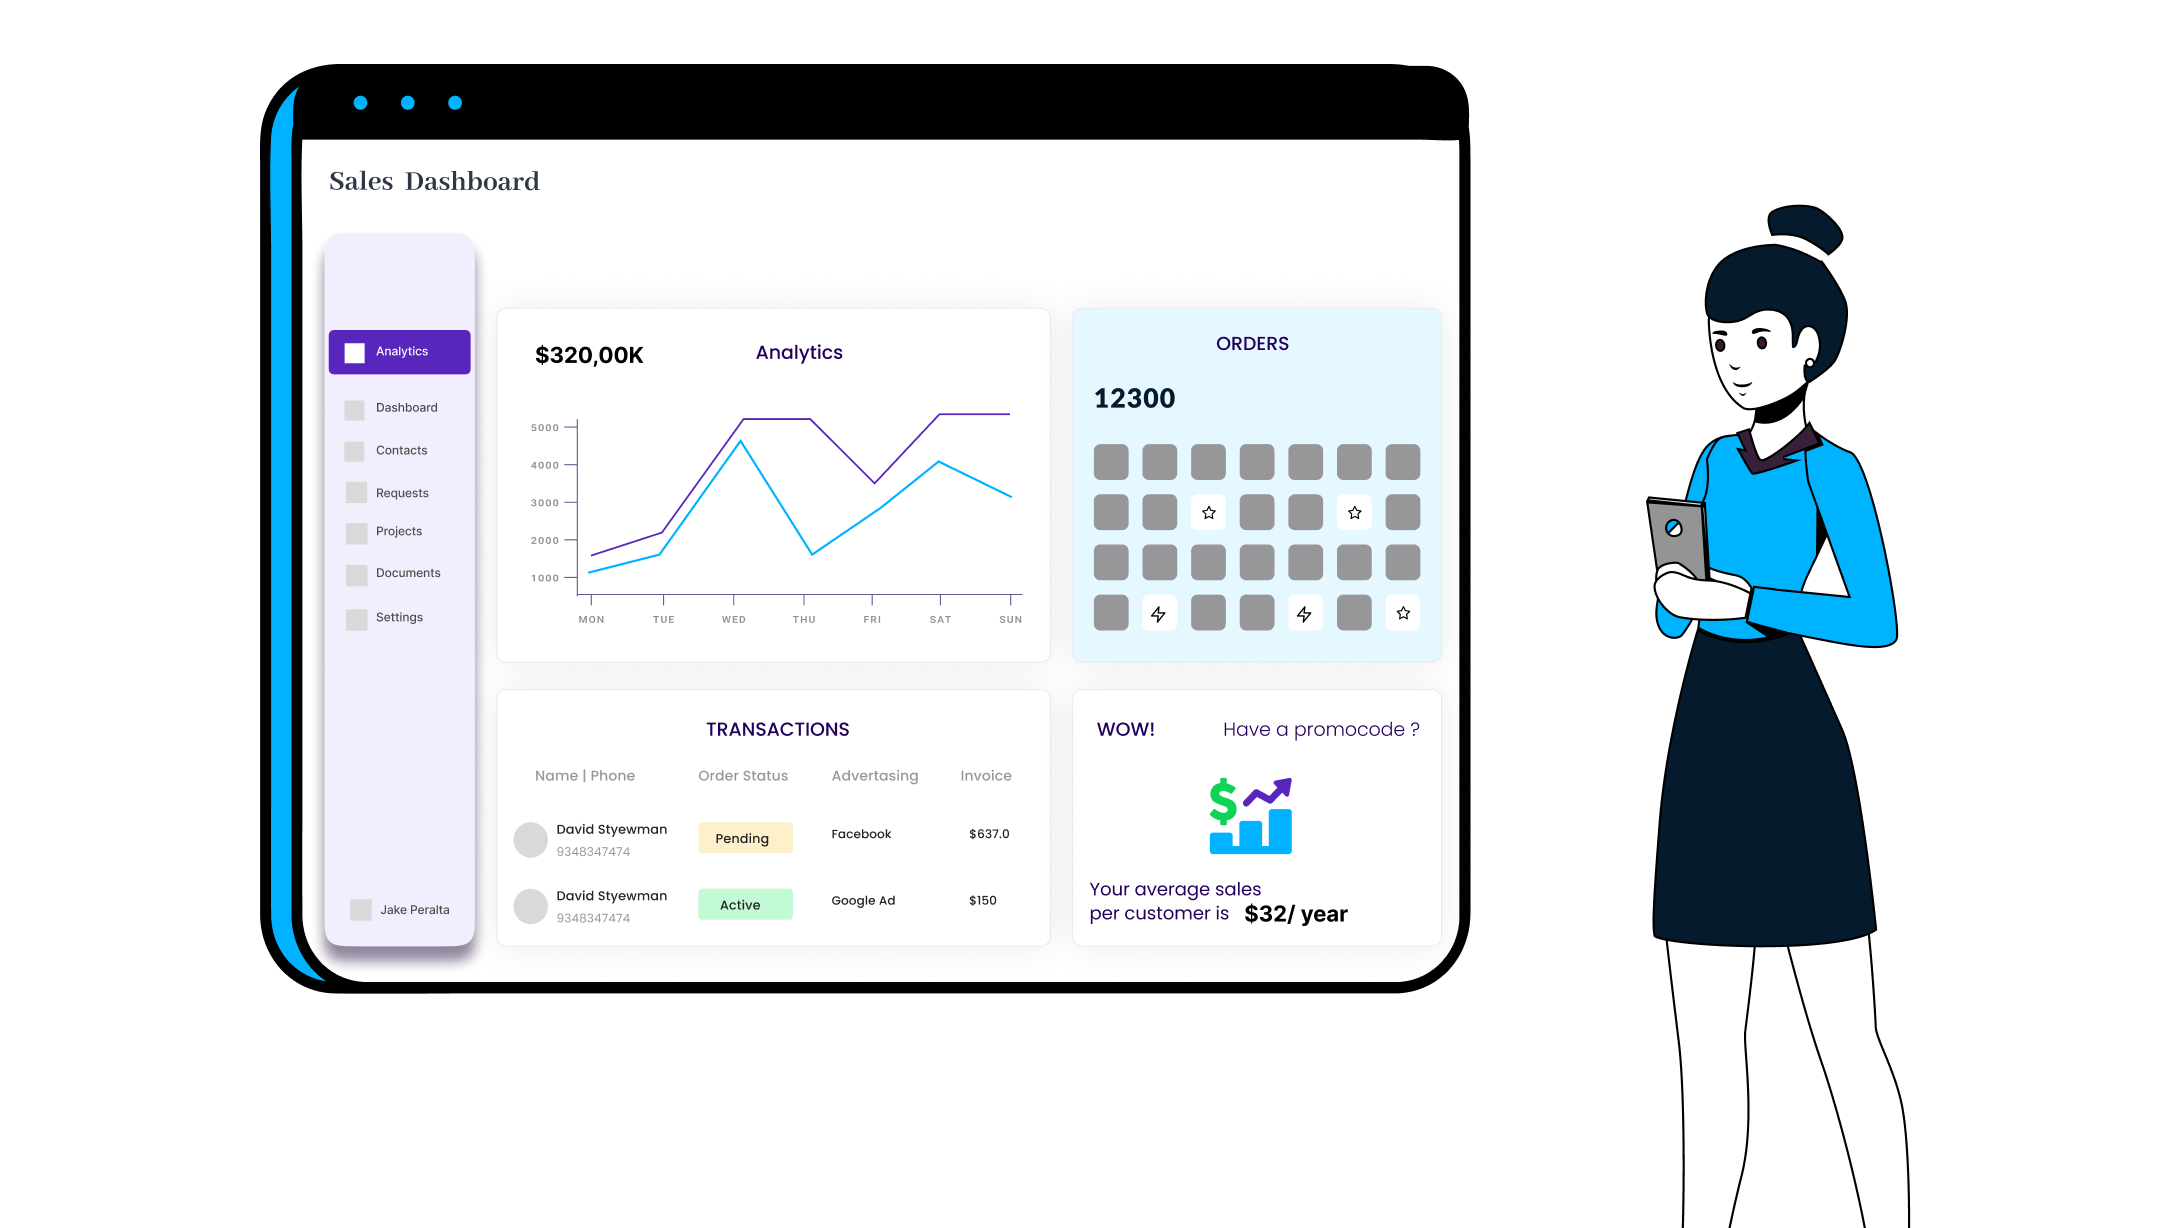 Sales Dashboard
Analytics
Dashboard
Contacts
Requests
Projects
Documents
Settings
Jake Peralta
$320,00K
Analytics
5000
4000
3000
2000
1000
MON TUE WED THU FRI SAT SUN
ORDERS
12300
TRANSACTIONS
Name | Phone Order Status Advertasing Invoice
David Styewman
9348347474
Pending
Facebook
$637.0
David Styewman
9348347474
Active
Google Ad
$150
WOW!
Have a promocode ?
Your average sales
per customer is $32/ year